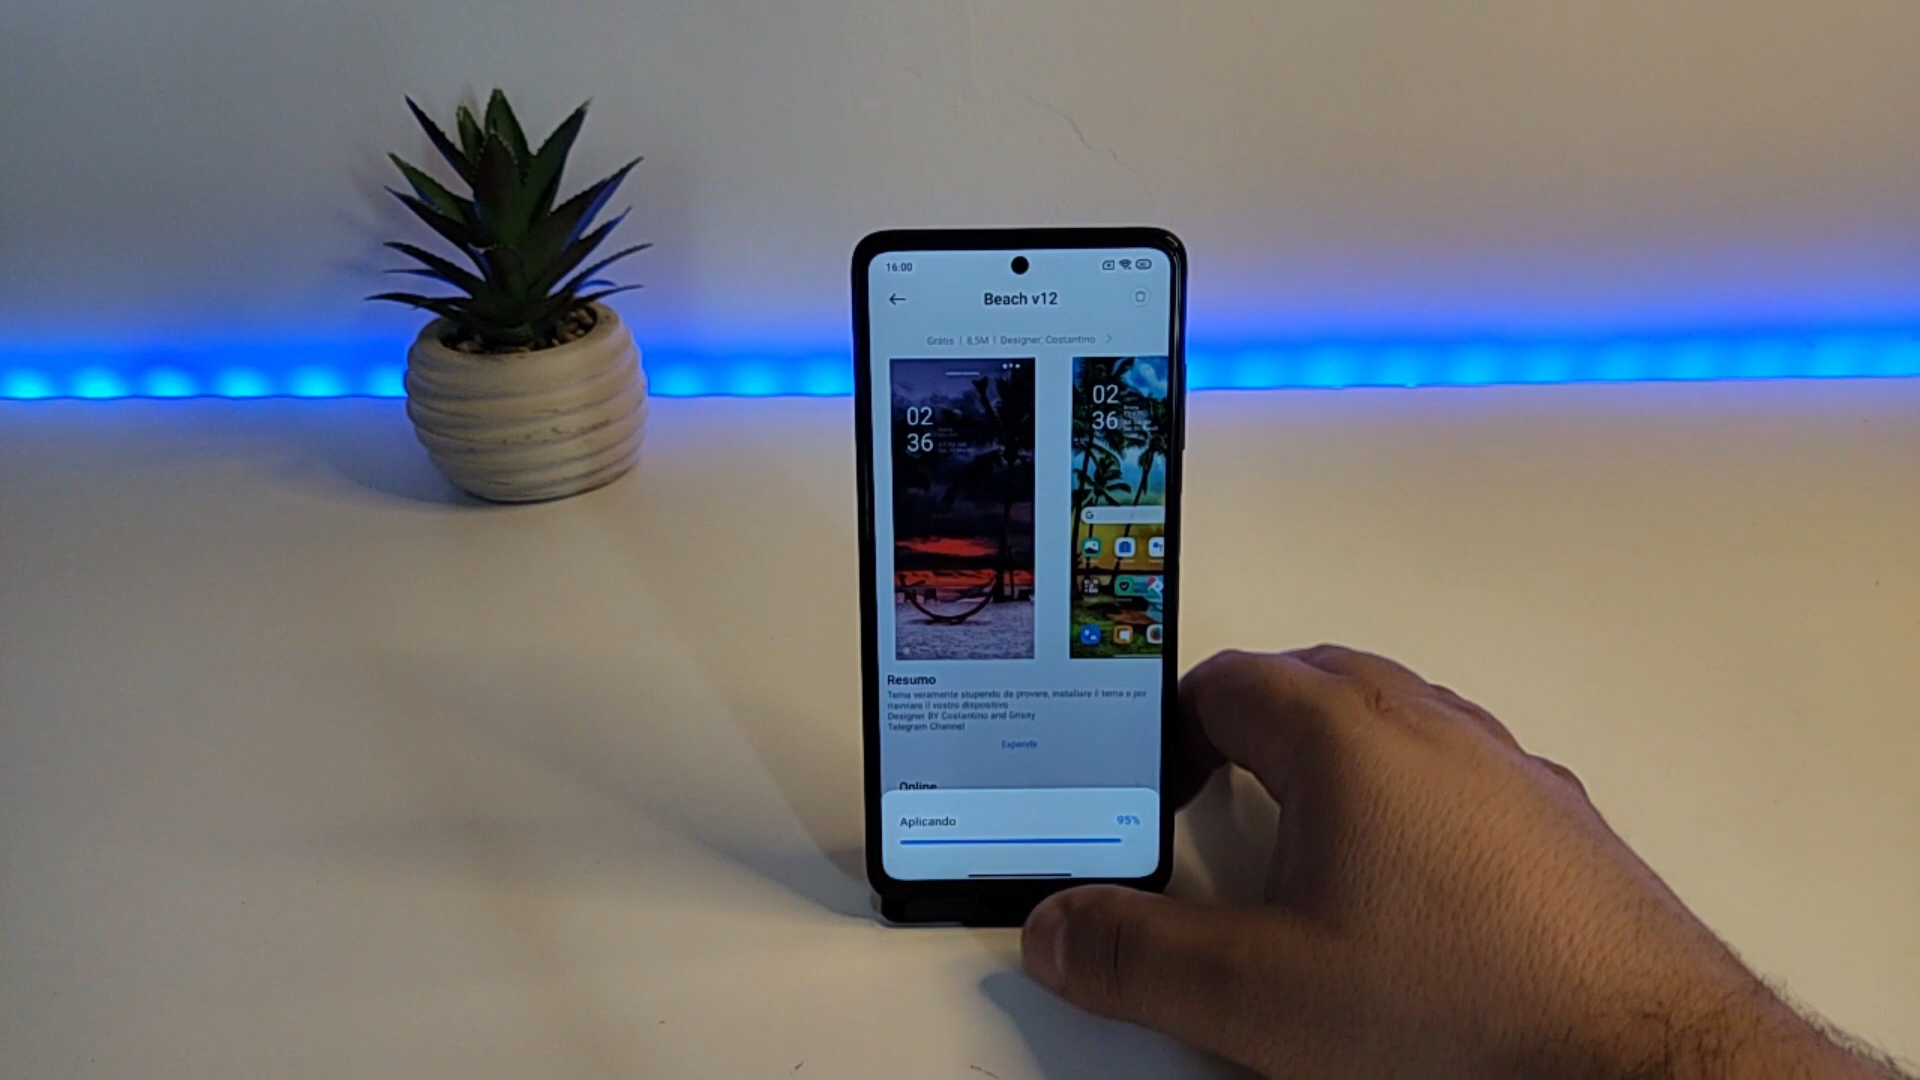 16:00
Beach v12
Grátis | 8,5M | Designer: Costantino
02
36
02
36
Resumo
Tema veramente stupendo da provare, installare il tema e poi
riavviare il vostro dispositivo
Designer BY Costantino and Grissy
Telegram Channel
Expandir
Online
Aplicando 95%